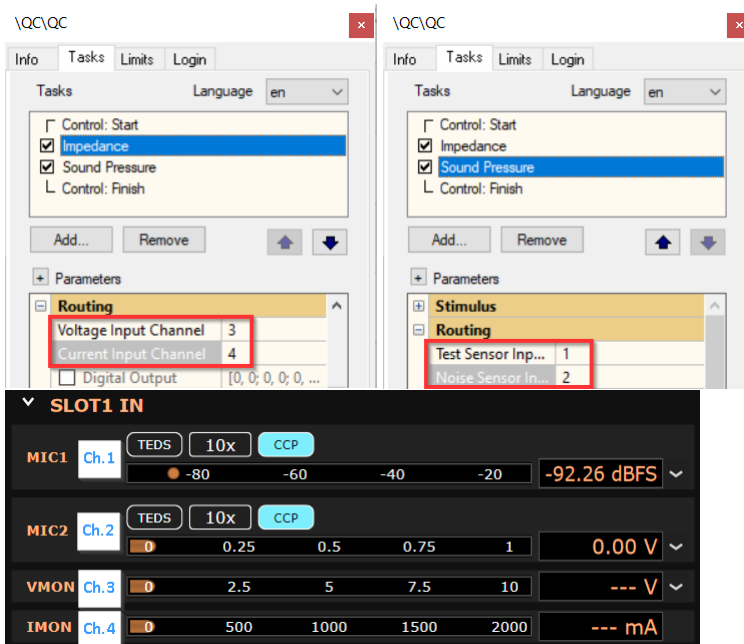 \QC\QC
×
Info Tasks Limits Login
Tasks Language en
Control: Start
Impedance
Sound Pressure
Control: Finish
Add... Remove
+ Parameters
Routing
Voltage Input Channel 3
Current Input Channel 4
Digital Output [0, 0; 0, 0; 0, ...
\QC\QC
×
Info Tasks Limits Login
Tasks Language en
Control: Start
Impedance
Sound Pressure
Control: Finish
Add... Remove
+ Parameters
+ Stimulus
Routing
Test Sensor Inp... 1
Noise Sensor In... 2
SLOT1 IN
MIC1 Ch.1 TEDS 10x CCP
-80 -60 -40 -20 -92.26 dBFS
MIC2 Ch.2 TEDS 10x CCP
0 0.25 0.5 0.75 1 0.00 V
VMON Ch.3 0 2.5 5 7.5 10 --- V
IMON Ch.4 0 500 1000 1500 2000 --- mA